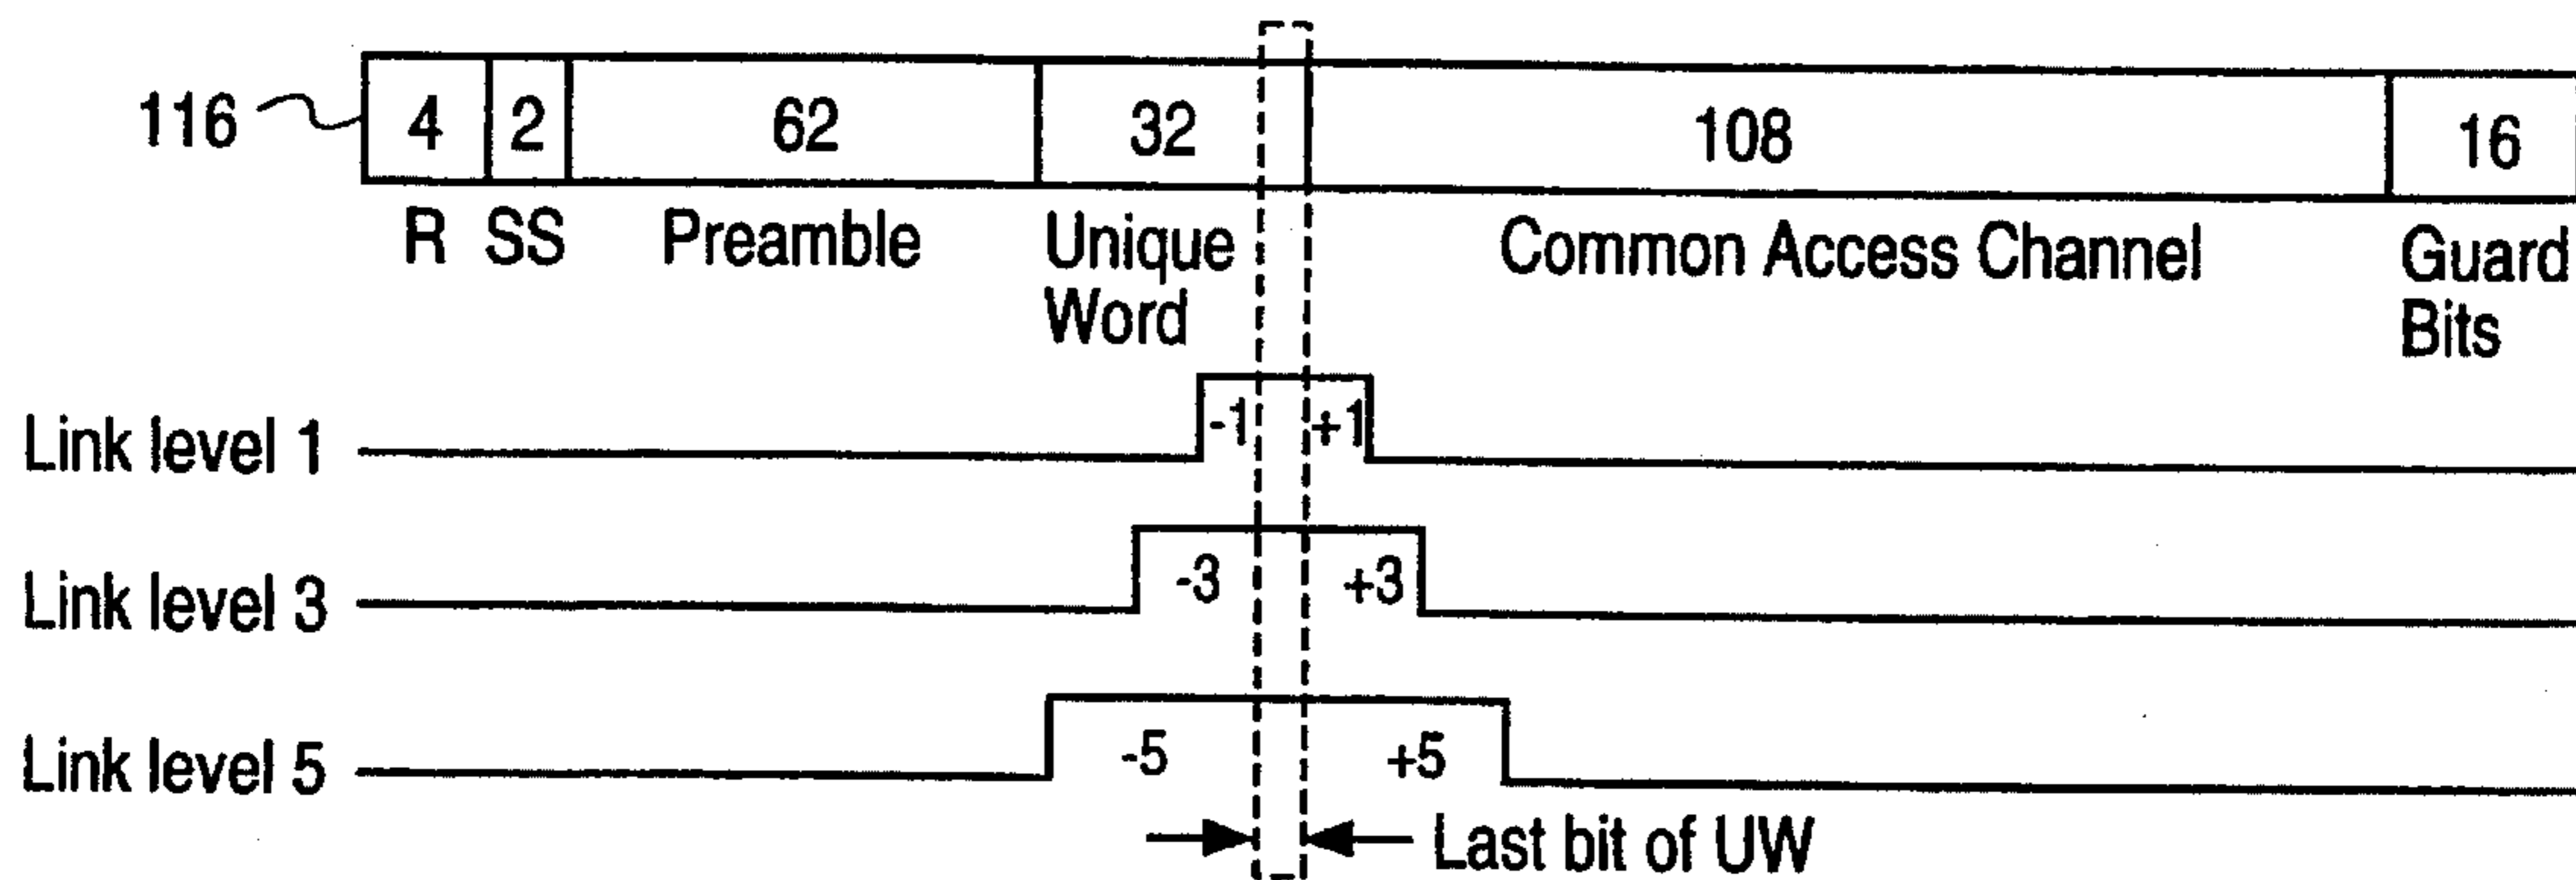 116 4 2 62 32 108 16
R SS Preamble Unique Word Common Access Channel Guard Bits
Link level 1 -1 +1
Link level 3 -3 +3
Link level 5 -5 +5
Last bit of UW